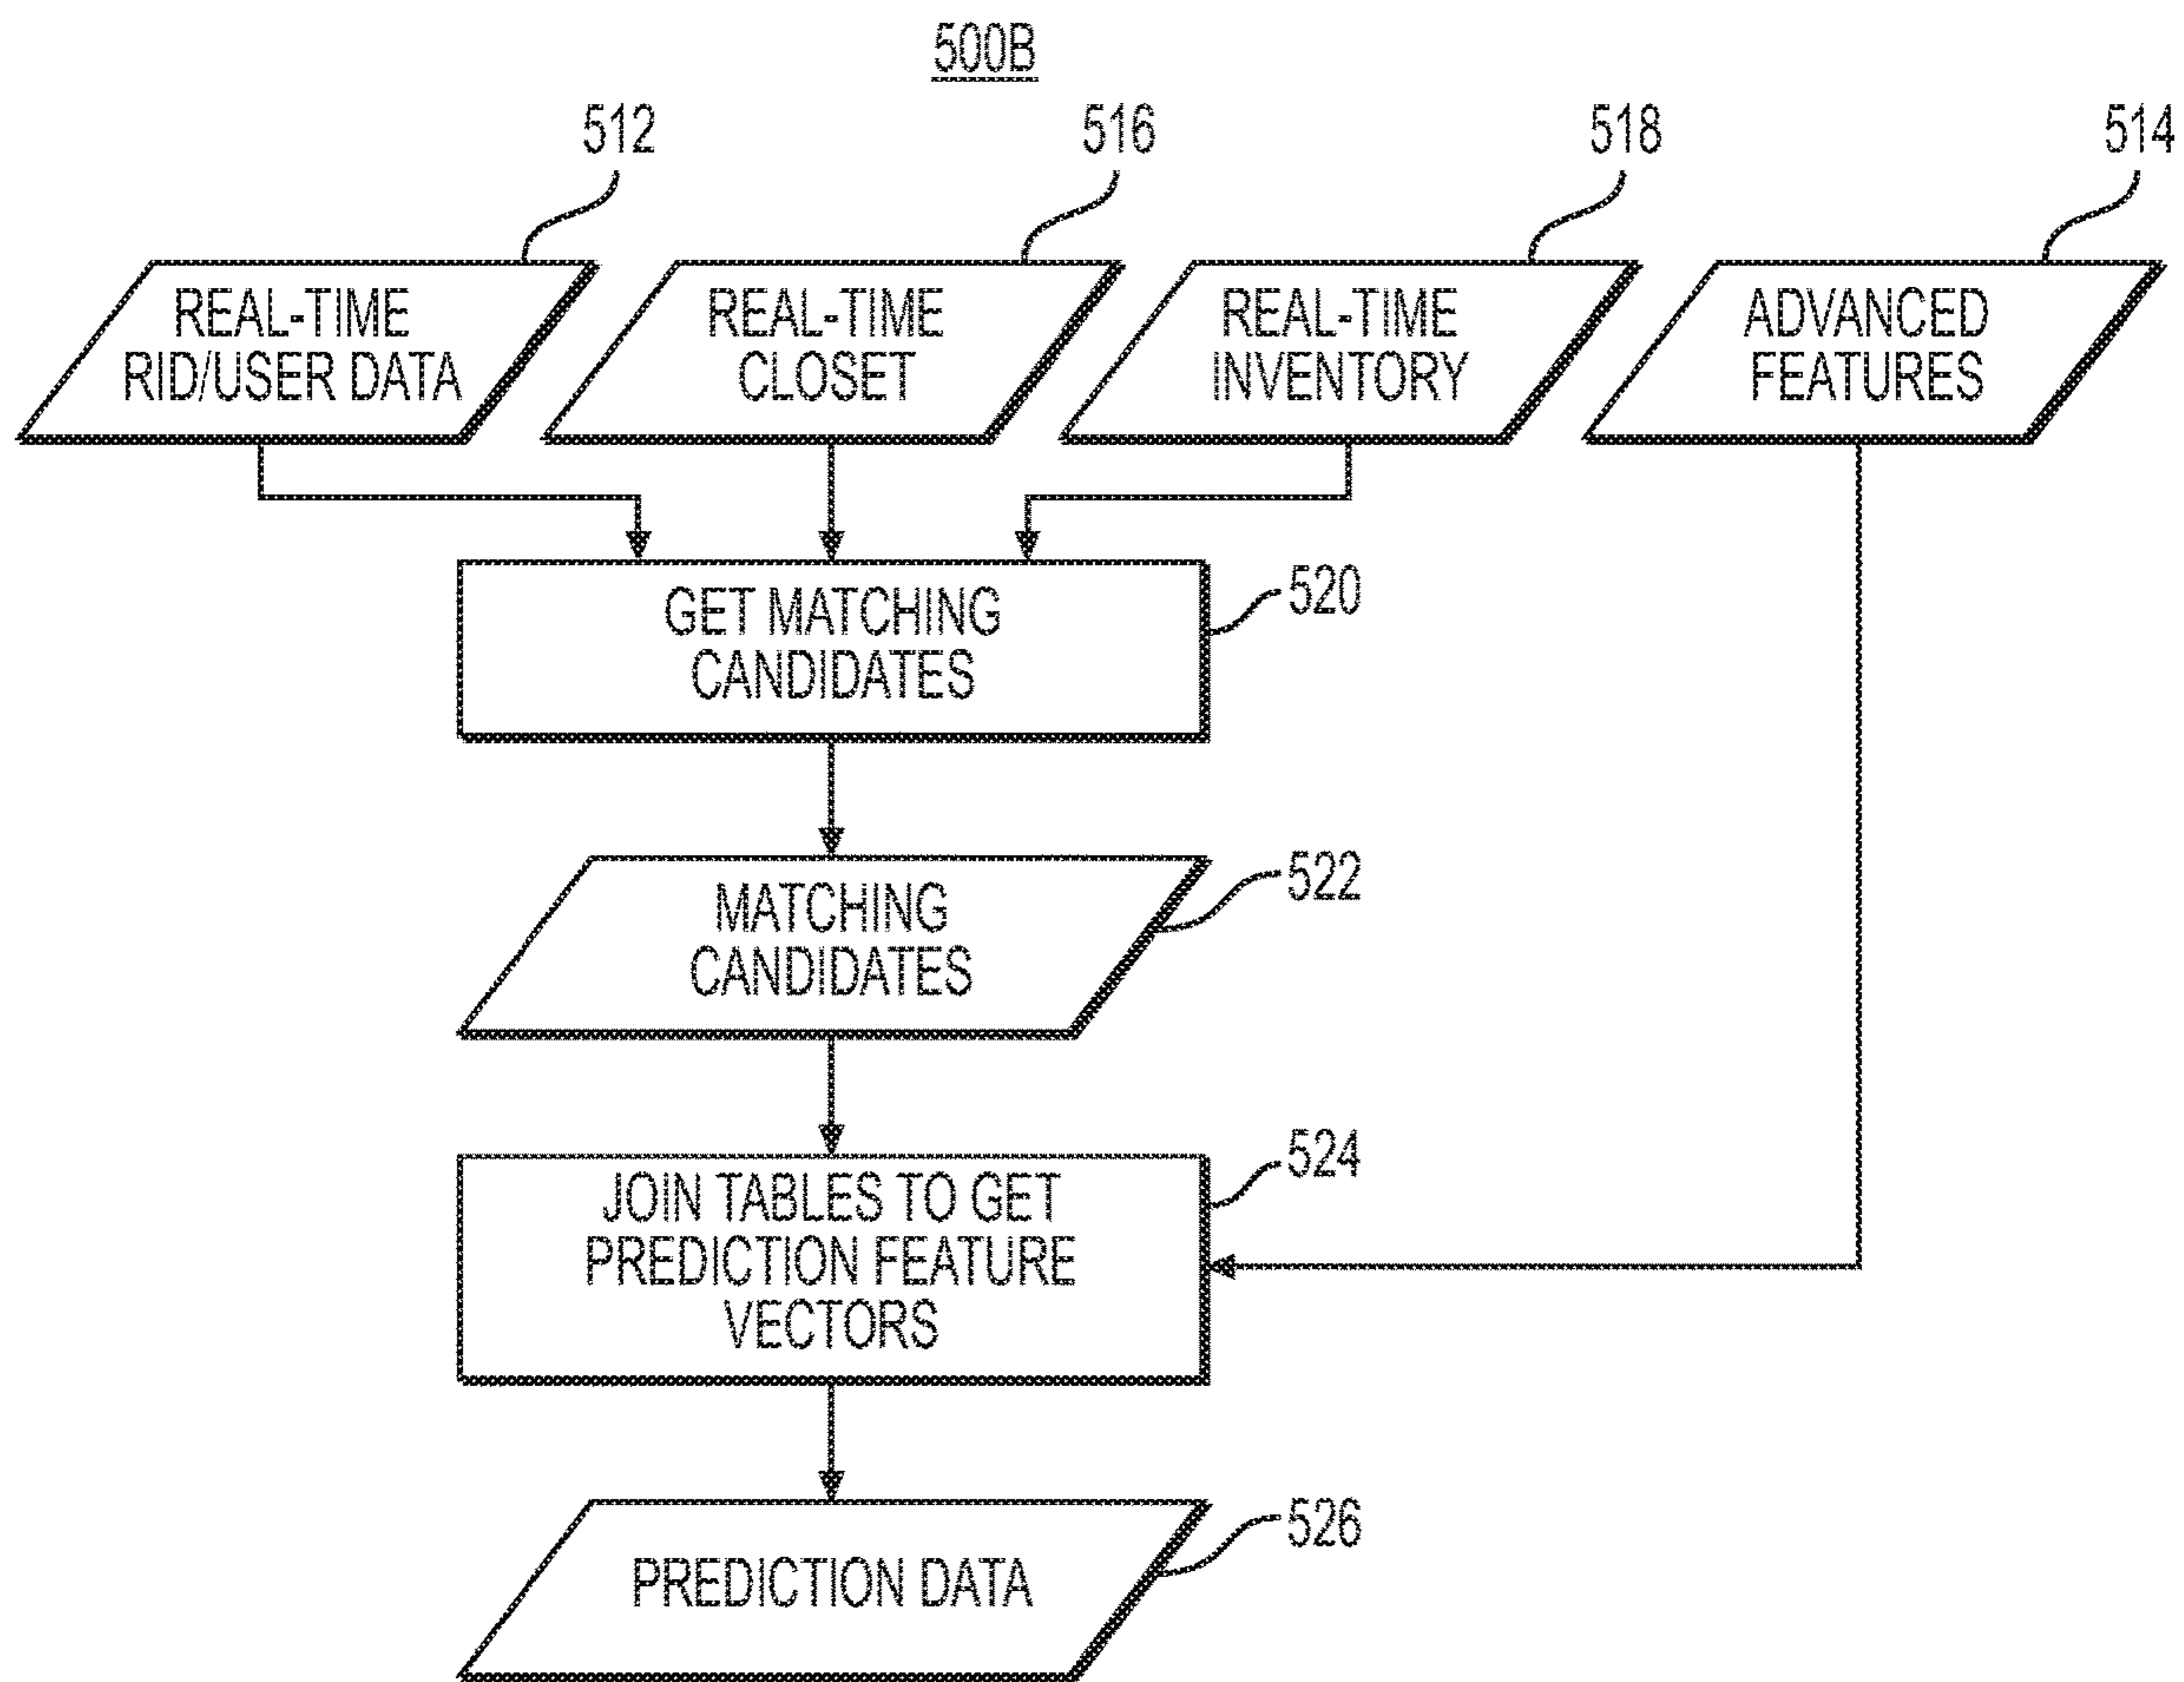 500B
512
516
518
514
REAL-TIME
RID/USER DATA
REAL-TIME
CLOSET
REAL-TIME
INVENTORY
ADVANCED
FEATURES
GET MATCHING
CANDIDATES
520
MATCHING
CANDIDATES
522
JOIN TABLES TO GET
PREDICTION FEATURE
VECTORS
524
PREDICTION DATA
526